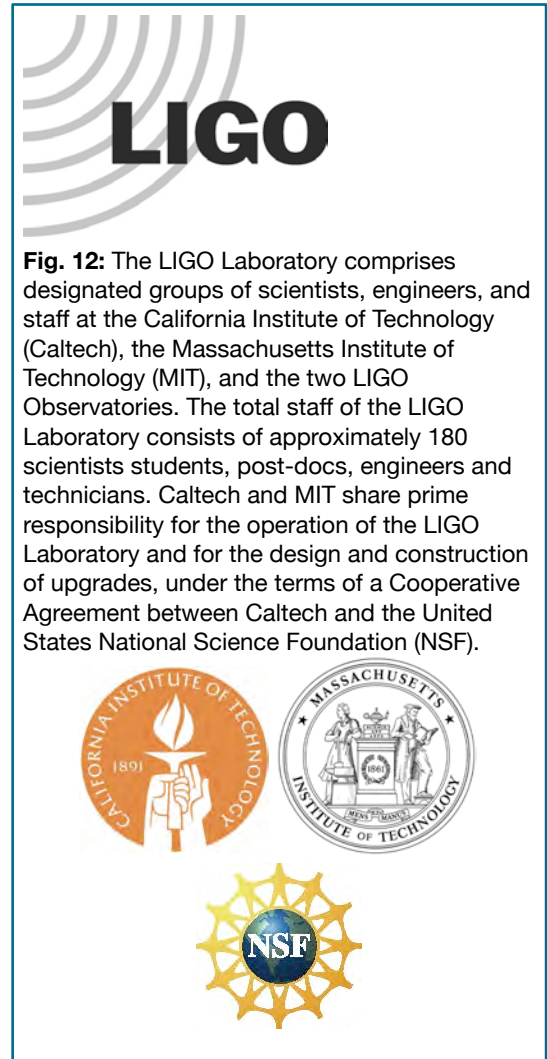 LIGO
Fig. 12: The LIGO Laboratory comprises
designated groups of scientists, engineers, and
staff at the California Institute of Technology
(Caltech), the Massachusetts Institute of
Technology (MIT), and the two LIGO
Observatories. The total staff of the LIGO
Laboratory consists of approximately 180
scientists students, post-docs, engineers and
technicians. Caltech and MIT share prime
responsibility for the operation of the LIGO
Laboratory and for the design and construction
of upgrades, under the terms of a Cooperative
Agreement between Caltech and the United
States National Science Foundation (NSF).
CALIFORNIA INSTITUTE OF TECHNOLOGY
1891
MASSACHUSETTS
INSTITUTE OF TECHNOLOGY
1861
MENS MANUS
NSF